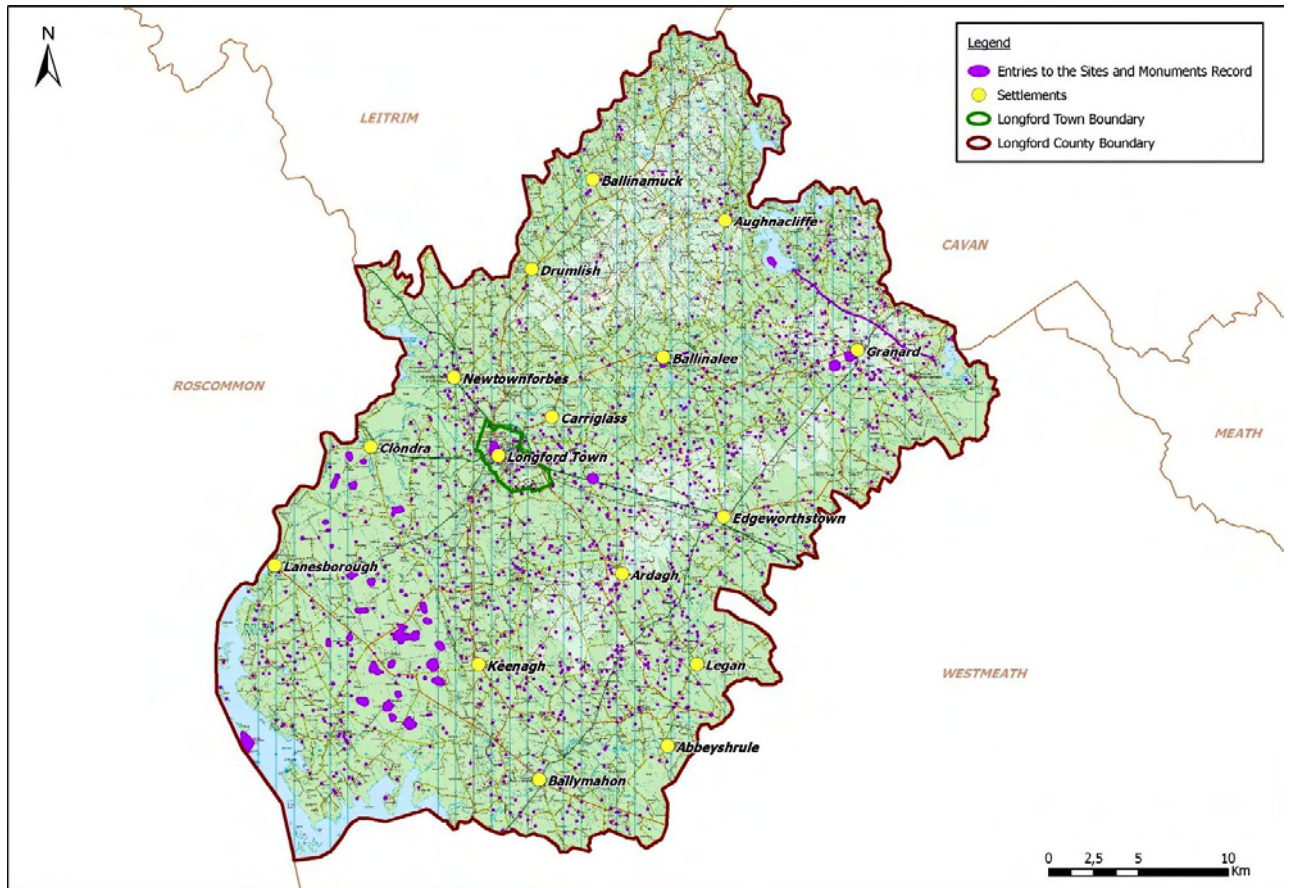 N
Legend
Entries to the Sites and Monuments Record
Settlements
Longford Town Boundary
Longford County Boundary
LEITRIM
Ballinamuck
Aughnacliffe
CAVAN
Drumlish
Ballinalee
Granard
ROSCOMMON
Newtownforbes
Carriglass
MEATH
Clondra
Longford Town
Edgeworthstown
Lanesborough
Ardagh
Keenagh
Legan
WESTMEATH
Abbeyshrule
Ballymahon
0 2,5 5 10
Km